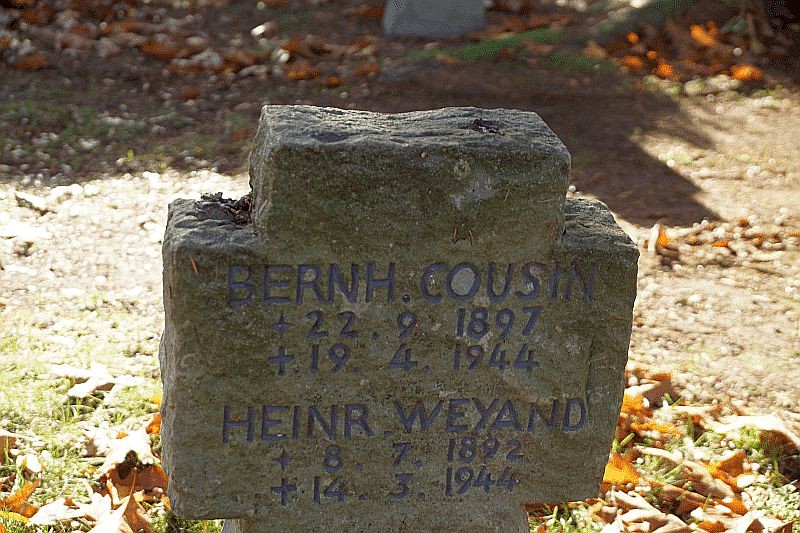 BERNH. COUSIN
+ 22. 9. 1897
+ 19. 4. 1944
HEINR. WEYAND
+ 8. 7. 1892
+ 14. 3. 1944